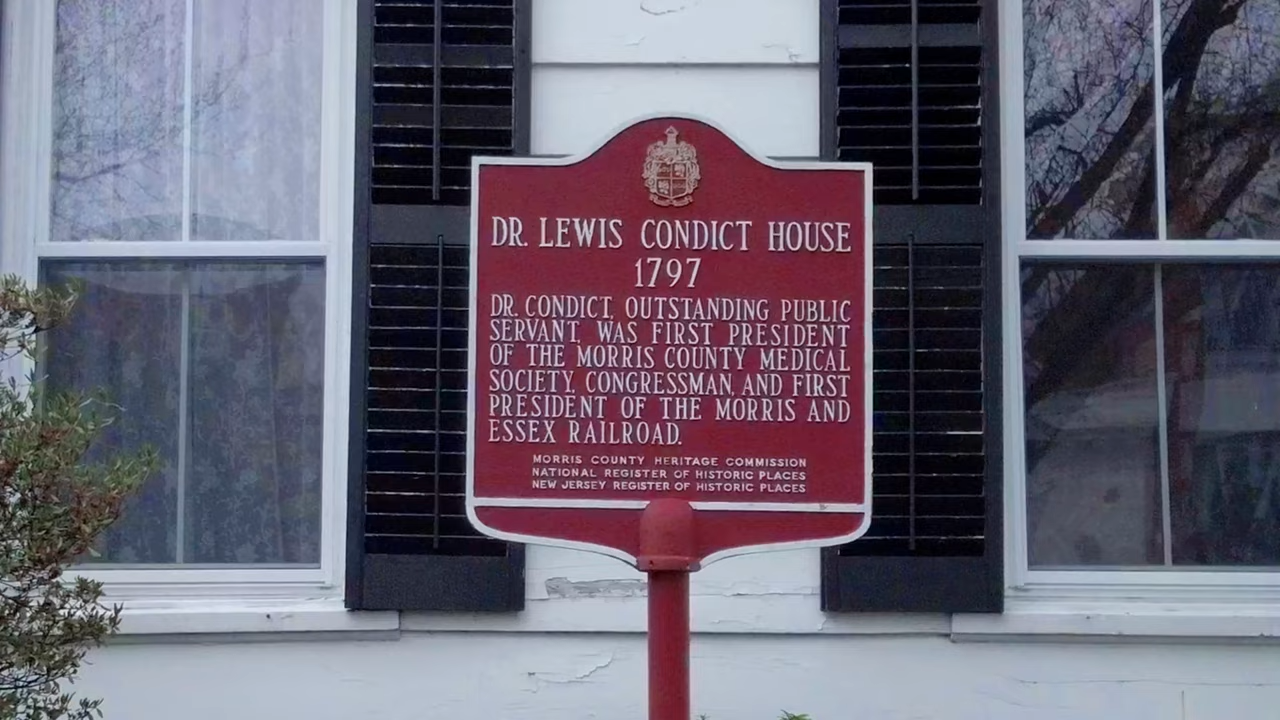 DR. LEWIS CONDICT HOUSE
1797
DR. CONDICT, OUTSTANDING PUBLIC
SERVANT, WAS FIRST PRESIDENT
OF THE MORRIS COUNTY MEDICAL
SOCIETY, CONGRESSMAN, AND FIRST
PRESIDENT OF THE MORRIS AND
ESSEX RAILROAD.
MORRIS COUNTY HERITAGE COMMISSION
NATIONAL REGISTER OF HISTORIC PLACES
NEW JERSEY REGISTER OF HISTORIC PLACES